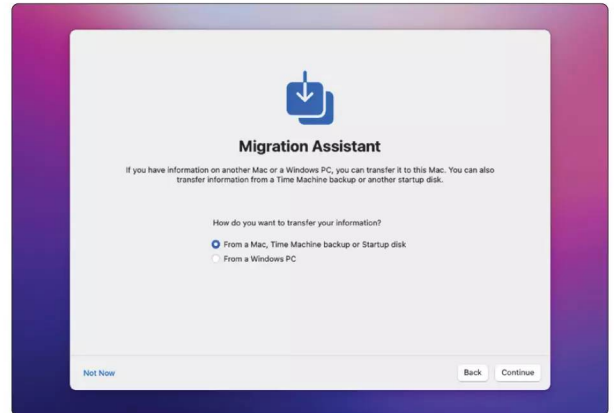 Migration Assistant
If you have information on another Mac or a Windows PC, you can transfer it to this Mac. You can also
transfer information from a Time Machine backup or another startup disk.
How do you want to transfer your information?
From a Mac, Time Machine backup or Startup disk
From a Windows PC
Not Now
Back
Continue